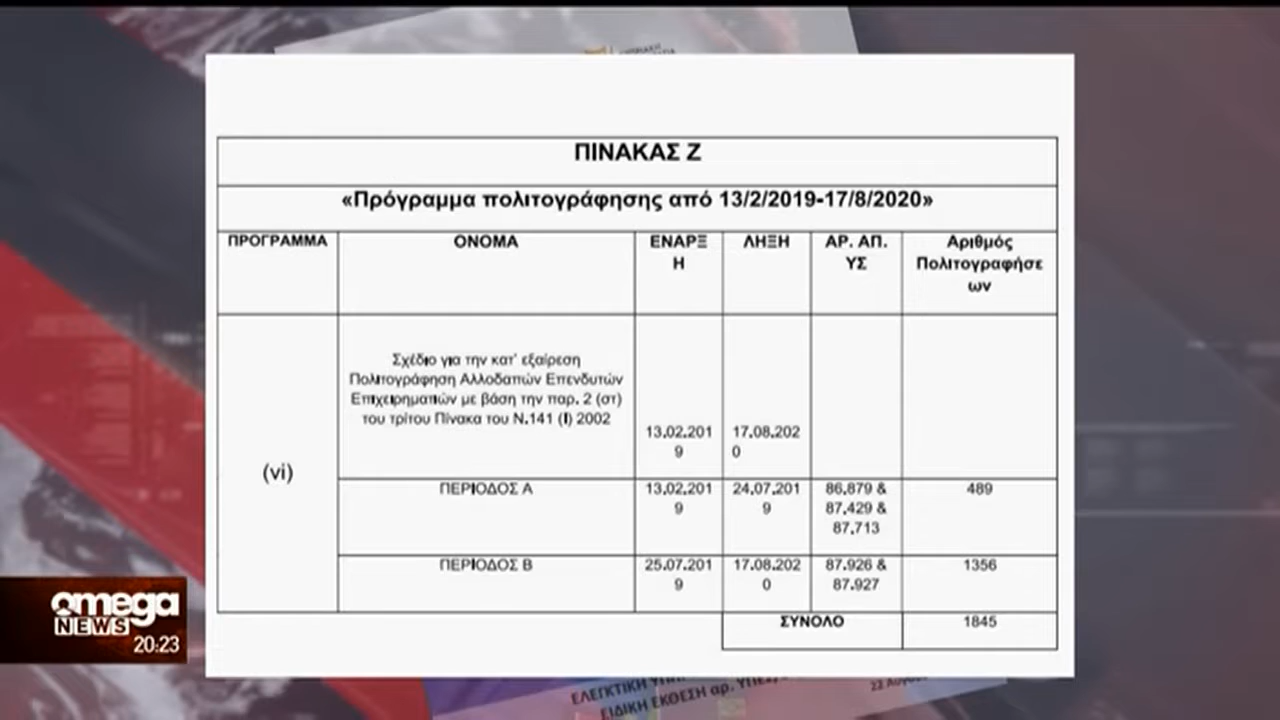 ΠΙΝΑΚΑΣ Ζ
«Πρόγραμμα πολιτογράφησης από 13/2/2019-17/8/2020»
ΠΡΟΓΡΑΜΜΑ ΟΝΟΜΑ ΕΝΑΡΞ ΛΗΞΗ ΑΡ. ΑΠ. Αριθμός
Η ΥΣ Πολιτογραφήσε
ων
Σχέδιο για την κατ' εξαίρεση
Πολιτογράφηση Αλλοδαπών Επενδυτών
Επιχειρηματιών με βάση την παρ. 2 (στ)
του τρίτου Πίνακα του Ν.141 (Ι) 2002
13.02.201 17.08.202
9 0
(vi)
ΠΕΡΙΟΔΟΣ Α 13.02.201 24.07.201 86.879 & 489
9 9 87.429 &
87.713
ΠΕΡΙΟΔΟΣ Β 25.07.201 17.08.202 87.926 & 1356
9 0 87.927
ΣΥΝΟΛΟ 1845
omega
NEWS
20:23
ΕΛΕΓΚΤΙΚΗ
ΕΙΔΙΚΗ ΕΚΘΕΣΗ αρ.
22